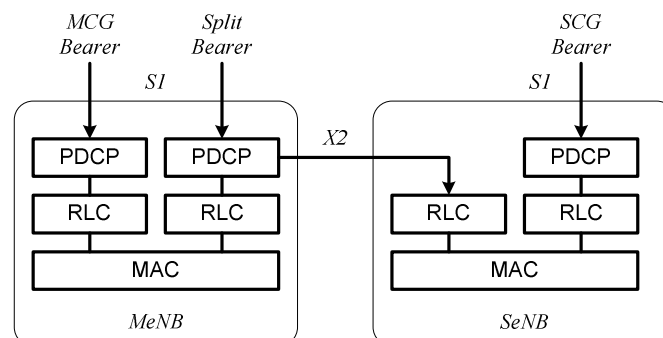 MCG
Bearer
Split
Bearer
SCG
Bearer
S1
S1
X2
PDCP
PDCP
PDCP
RLC
RLC
RLC
RLC
MAC
MAC
MeNB
SeNB